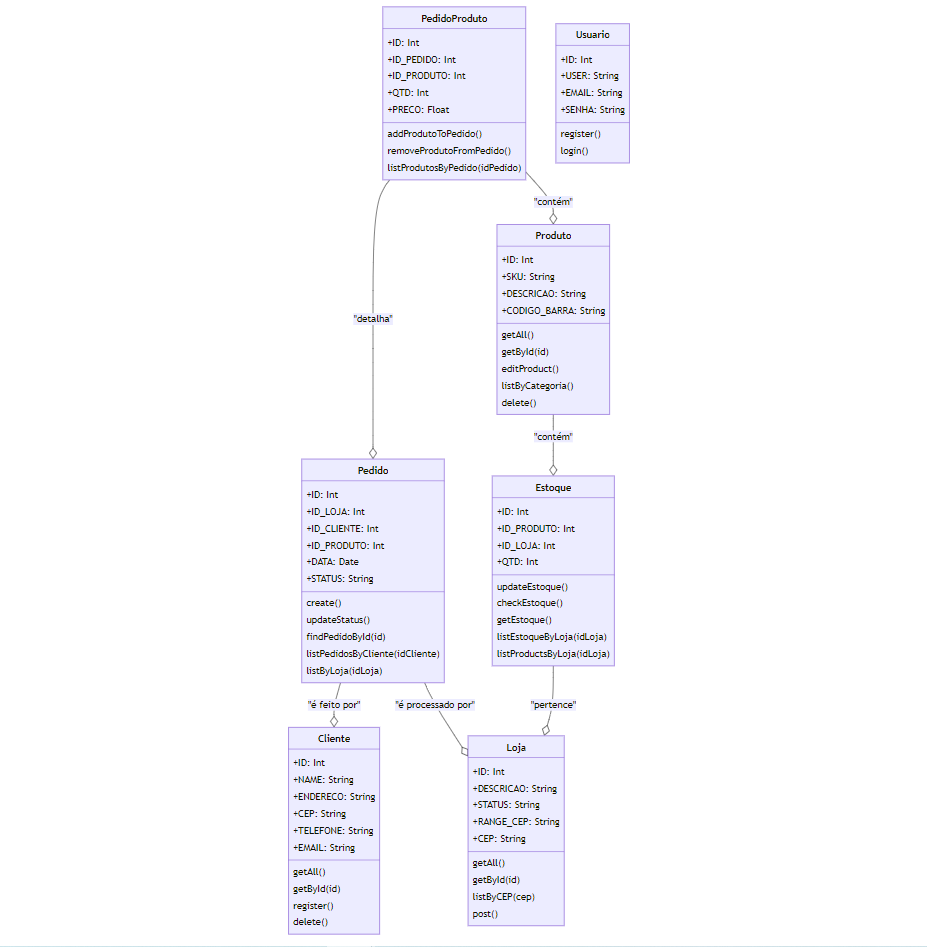 PedidoProduto
+ID: Int
+ID_PEDIDO: Int
+ID_PRODUTO: Int
+QTD: Int
+PRECO: Float
addProdutoToPedido()
removeProdutoFromPedido()
listProdutosByPedido(idPedido)
Usuario
+ID: Int
+USER: String
+EMAIL: String
+SENHA: String
register()
login()
"contém"
Produto
+ID: Int
+SKU: String
+DESCRICAO: String
+CODIGO_BARRA: String
getAll()
getById(id)
editProduct()
listByCategoria()
delete()
"detalha"
"contém"
Pedido
+ID: Int
+ID_LOJA: Int
+ID_CLIENTE: Int
+ID_PRODUTO: Int
+DATA: Date
+STATUS: String
create()
updateStatus()
findPedidoById(id)
listPedidosByCliente(idCliente)
listByLoja(idLoja)
Estoque
+ID: Int
+ID_PRODUTO: Int
+ID_LOJA: Int
+QTD: Int
updateEstoque()
checkEstoque()
getEstoque()
listEstoqueByLoja(idLoja)
listProductsByLoja(idLoja)
"é feito por"
"é processado por"
"pertence"
Cliente
+ID: Int
+NAME: String
+ENDERECO: String
+CEP: String
+TELEFONE: String
+EMAIL: String
getAll()
getById(id)
register()
delete()
Loja
+ID: Int
+DESCRICAO: String
+STATUS: String
+RANGE_CEP: String
+CEP: String
getAll()
getById(id)
listByCEP(cep)
post()